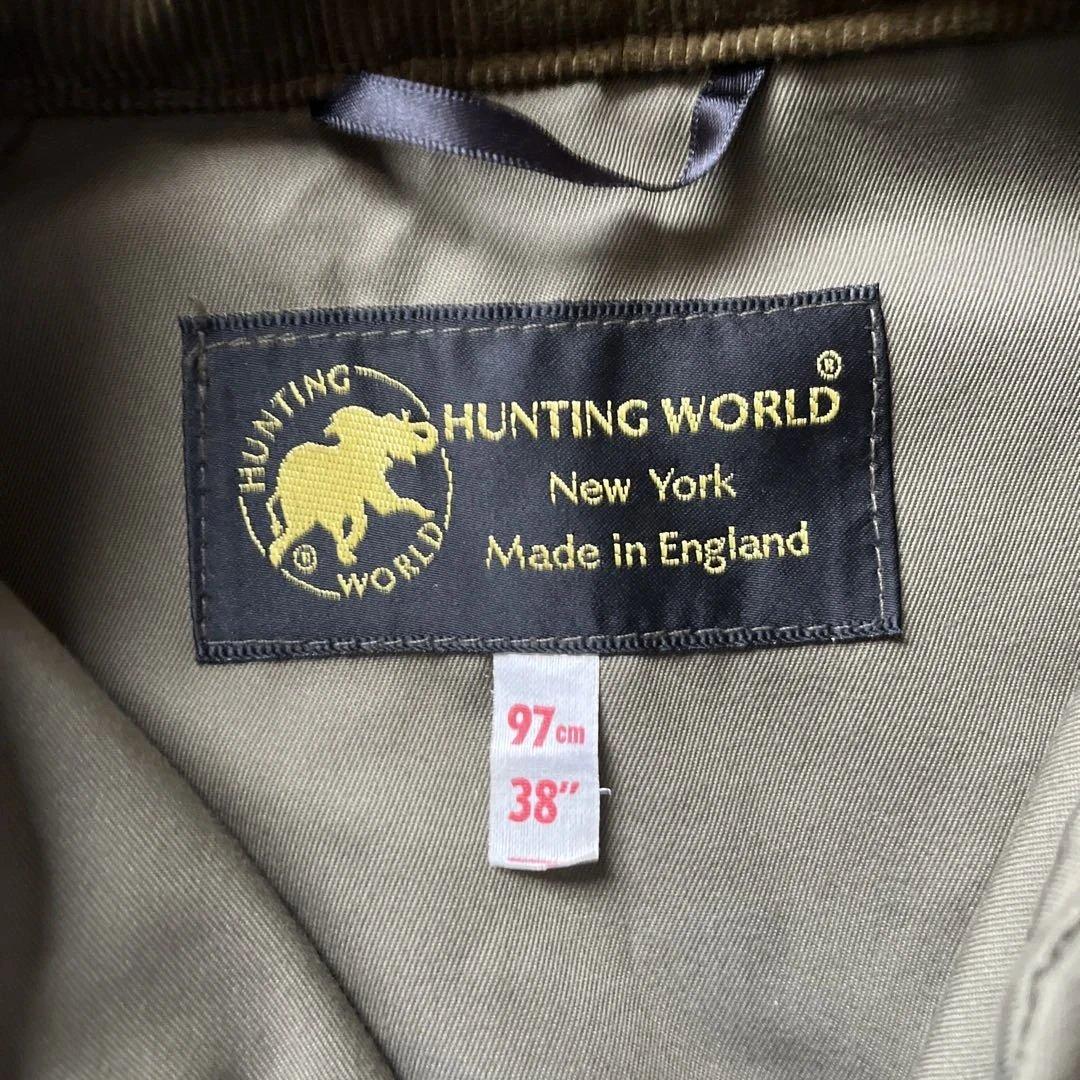 HUNTING
WORLD
®
HUNTING WORLD®
New York
Made in England
97cm
38"